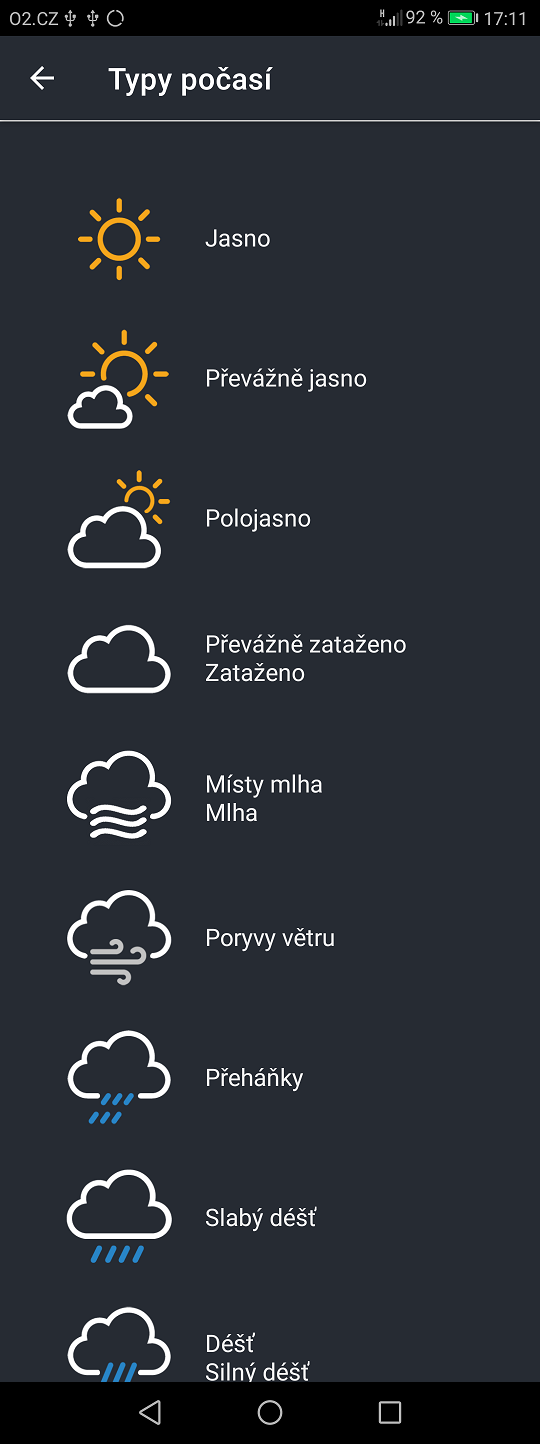 O2.CZ H 92 % 17:11
Typy počasí
Jasno
Převážně jasno
Polojasno
Převážně zataženo
Zataženo
Místy mlha
Mlha
Poryvy větru
Přeháňky
Slabý déšť
Déšť
Silný déšť